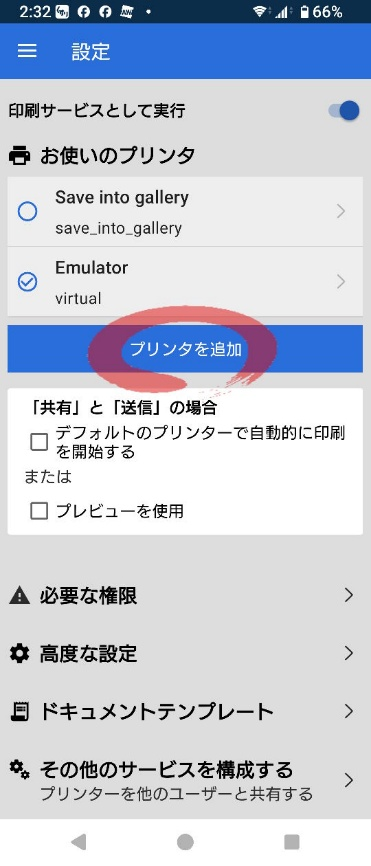 2:32 66%
設定
印刷サービスとして実行
お使いのプリンタ
Save into gallery
save_into_gallery
Emulator
virtual
プリンタを追加
「共有」と「送信」の場合
デフォルトのプリンターで自動的に印刷
を開始する
または
プレビューを使用
必要な権限
高度な設定
ドキュメントテンプレート
その他のサービスを構成する
プリンターを他のユーザーと共有する